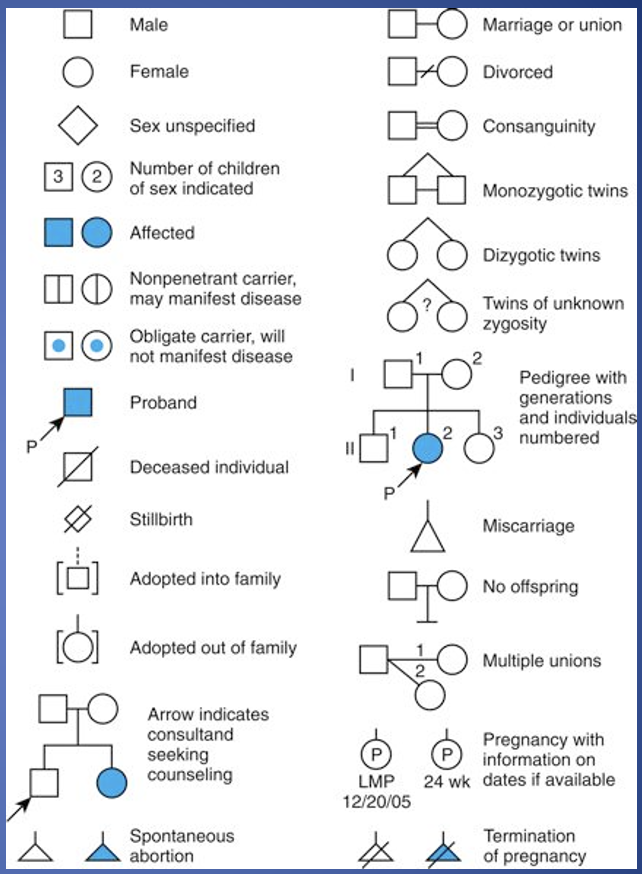 Male
Female
Sex unspecified
3 2 Number of children
of sex indicated
Affected
Nonpenetrant carrier,
may manifest disease
Obligate carrier, will
not manifest disease
Proband
P
Deceased individual
Stillbirth
Adopted into family
Adopted out of family
Arrow indicates
consultand
seeking
counseling
Spontaneous
abortion
Marriage or union
Divorced
Consanguinity
Monozygotic twins
Dizygotic twins
? Twins of unknown
zygosity
I 1 2
Pedigree with
generations
and individuals
numbered
II 1 2 3
P
Miscarriage
No offspring
1
2
Multiple unions
P P
LMP 24 wk
12/20/05
Pregnancy with
information on
dates if available
Termination
of pregnancy